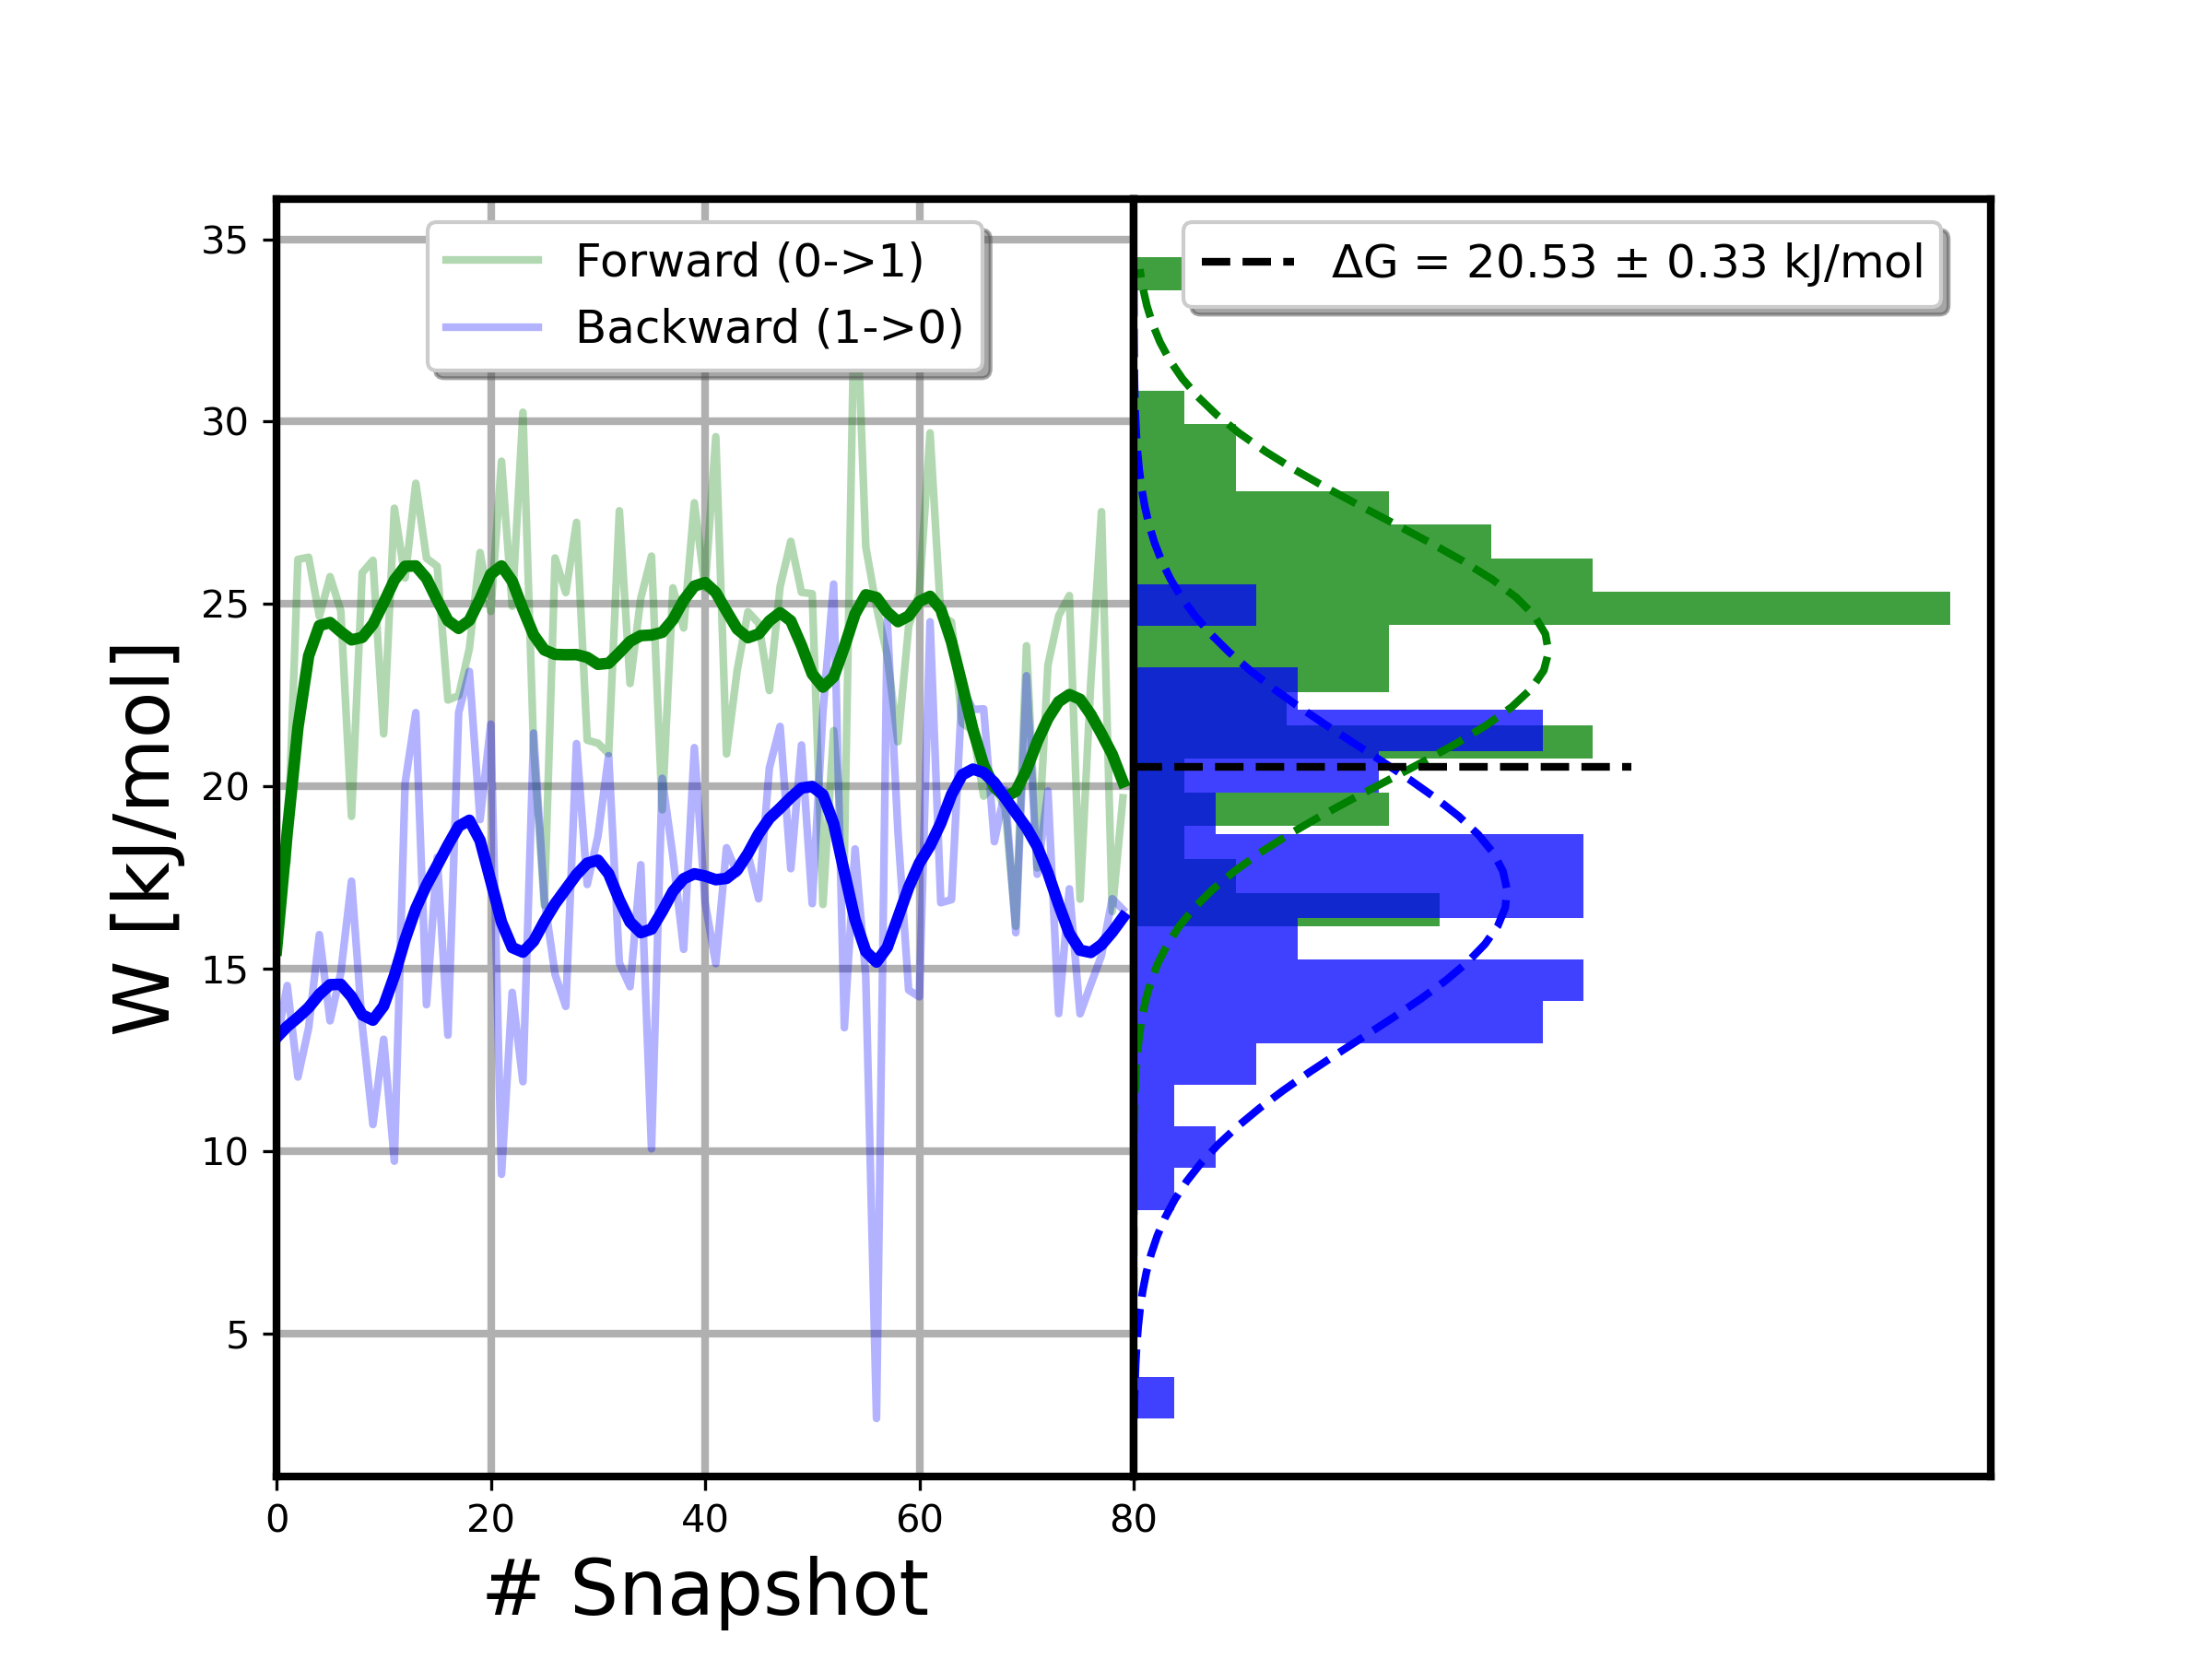 Forward (0->1)
Backward (1->0)
ΔG = 20.53 ± 0.33 kJ/mol
W [kJ/mol]
35
30
25
20
15
10
5
0 20 40 60 80
# Snapshot